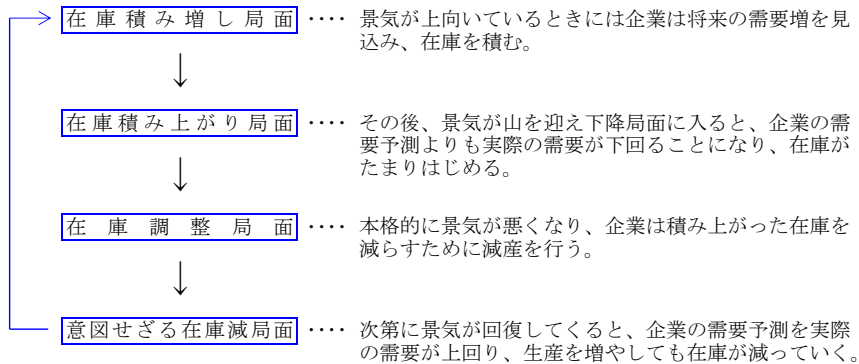 在庫積み増し局面 ···· 景気が上向いているときには企業は将来の需要増を見
込み、在庫を積む。
在庫積み上がり局面 ···· その後、景気が山を迎え下降局面に入ると、企業の需
要予測よりも実際の需要が下回ることになり、在庫が
たまりはじめる。
在庫調整局面 ···· 本格的に景気が悪くなり、企業は積み上がった在庫を
減らすために減産を行う。
意図せざる在庫減局面 ···· 次第に景気が回復してくると、企業の需要予測を実際
の需要が上回り、生産を増やしても在庫が減っていく。